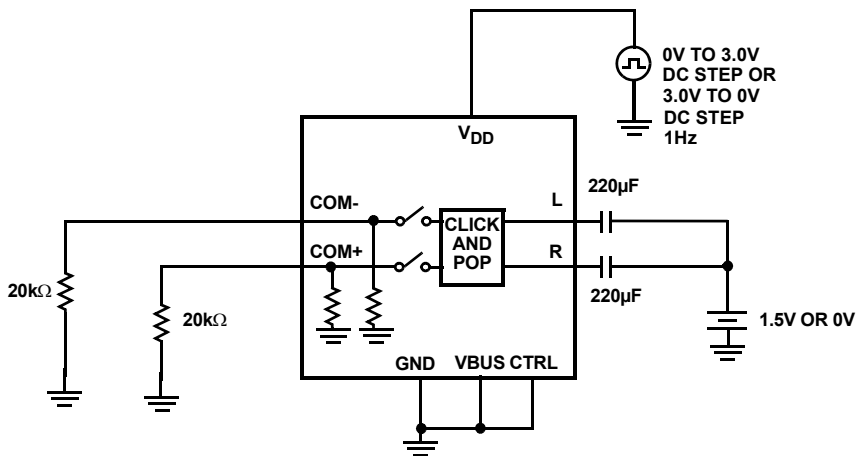 0V TO 3.0V
DC STEP OR
3.0V TO 0V
DC STEP
1Hz
VDD
220µF
COM-
L
CLICK
AND
POP
COM+
R
220µF
20kΩ
20kΩ
1.5V OR 0V
GND VBUS CTRL